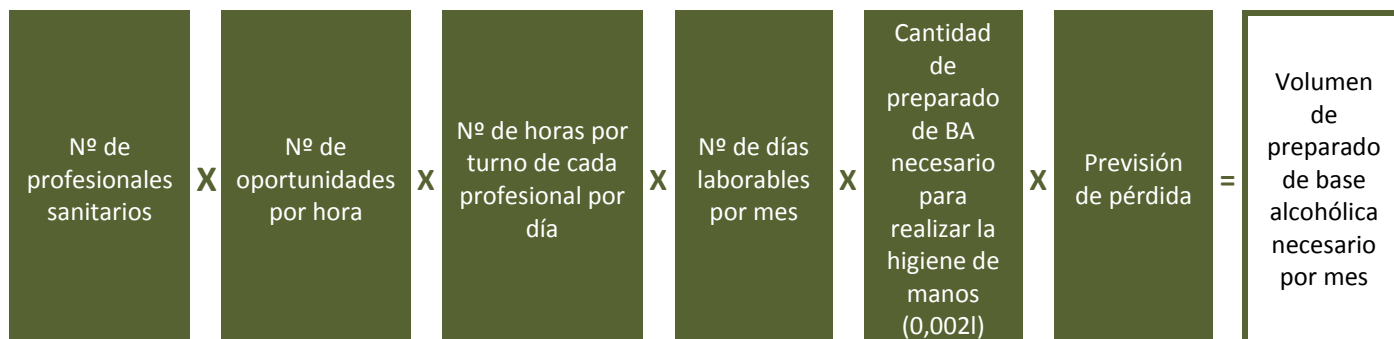 Nº de
profesionales
sanitarios
X
Nº de
oportunidades
por hora
X
Nº de horas por
turno de cada
profesional por
día
X
Nº de días
laborables
por mes
X
Cantidad
de
preparado
de BA
necesario
para
realizar la
higiene de
manos
(0,002l)
X
Previsión
de pérdida
=
Volumen
de
preparado
de base
alcohólica
necesario
por mes